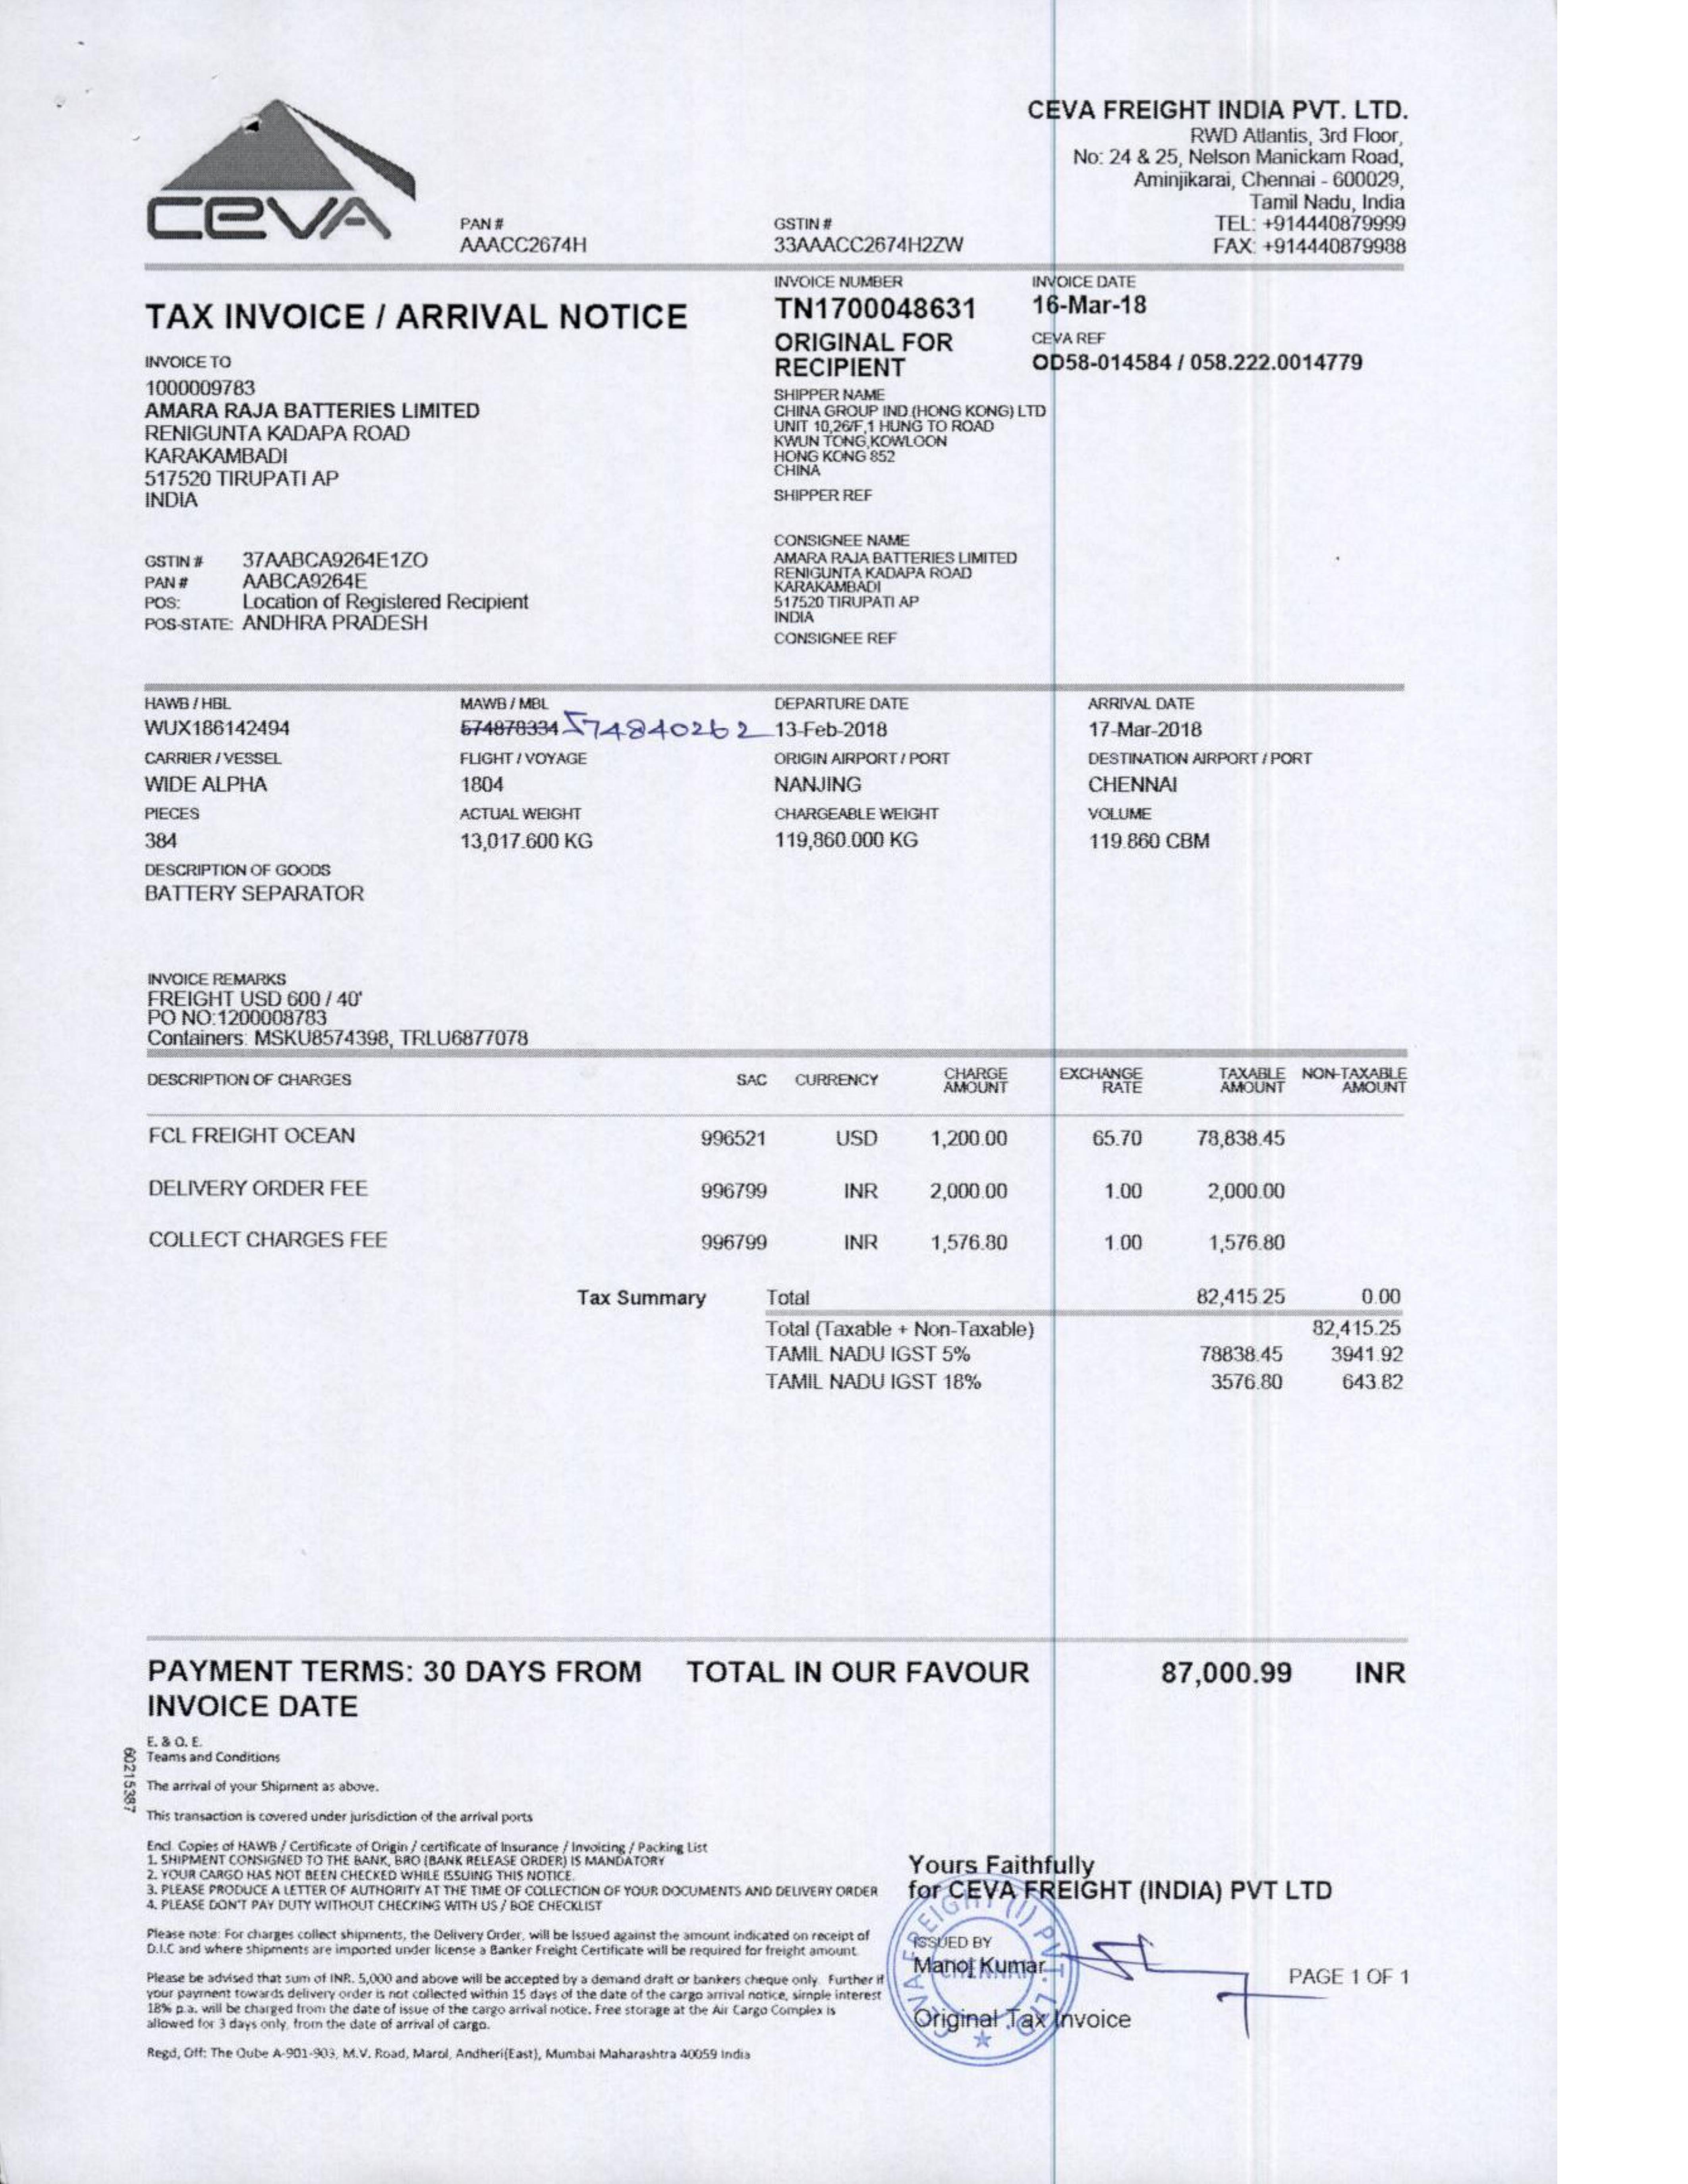 CEVA
CEVA FREIGHT INDIA PVT. LTD.
RWD Atlantis, 3rd Floor,
No: 24 & 25, Nelson Manickam Road,
Aminjikarai, Chennai - 600029,
Tamil Nadu, India
TEL: +914440879999
FAX: +914440879988
PAN #
AAACC2674H
GSTIN #
33AAACC2674H2ZW
TAX INVOICE / ARRIVAL NOTICE
INVOICE NUMBER
TN1700048631
ORIGINAL FOR
RECIPIENT
INVOICE DATE
16-Mar-18
CEVA REF
OD58-014584 / 058.222.0014779
INVOICE TO
1000009783
AMARA RAJA BATTERIES LIMITED
RENIGUNTA KADAPA ROAD
KARAKAMBADI
517520 TIRUPATI AP
INDIA
SHIPPER NAME
CHINA GROUP IND.(HONG KONG) LTD
UNIT 10,26/F,1 HUNG TO ROAD
KWUN TONG,KOWLOON
HONG KONG 852
CHINA
SHIPPER REF
GSTIN # 37AABCA9264E1ZO
PAN # AABCA9264E
POS: Location of Registered Recipient
POS-STATE: ANDHRA PRADESH
CONSIGNEE NAME
AMARA RAJA BATTERIES LIMITED
RENIGUNTA KADAPA ROAD
KARAKAMBADI
517520 TIRUPATI AP
INDIA
CONSIGNEE REF
HAWB / HBL MAWB / MBL DEPARTURE DATE ARRIVAL DATE
WUX186142494 574878334 574840262 13-Feb-2018 17-Mar-2018
CARRIER / VESSEL FLIGHT / VOYAGE ORIGIN AIRPORT / PORT DESTINATION AIRPORT / PORT
WIDE ALPHA 1804 NANJING CHENNAI
PIECES ACTUAL WEIGHT CHARGEABLE WEIGHT VOLUME
384 13,017.600 KG 119,860.000 KG 119.860 CBM
DESCRIPTION OF GOODS
BATTERY SEPARATOR
INVOICE REMARKS
FREIGHT USD 600 / 40'
PO NO:1200008783
Containers: MSKU8574398, TRLU6877078
DESCRIPTION OF CHARGES SAC CURRENCY CHARGE AMOUNT EXCHANGE RATE TAXABLE AMOUNT NON-TAXABLE AMOUNT
FCL FREIGHT OCEAN 996521 USD 1,200.00 65.70 78,838.45
DELIVERY ORDER FEE 996799 INR 2,000.00 1.00 2,000.00
COLLECT CHARGES FEE 996799 INR 1,576.80 1.00 1,576.80
Tax Summary Total 82,415.25 0.00
Total (Taxable + Non-Taxable) 82,415.25
TAMIL NADU IGST 5% 78838.45 3941.92
TAMIL NADU IGST 18% 3576.80 643.82
PAYMENT TERMS: 30 DAYS FROM TOTAL IN OUR FAVOUR 87,000.99 INR
INVOICE DATE
E. & O. E.
Teams and Conditions
60215387
The arrival of your Shipment as above.
This transaction is covered under jurisdiction of the arrival ports
Encl. Copies of HAWB / Certificate of Origin / certificate of Insurance / Invoicing / Packing List
1. SHIPMENT CONSIGNED TO THE BANK, BRO (BANK RELEASE ORDER) IS MANDATORY
2. YOUR CARGO HAS NOT BEEN CHECKED WHILE ISSUING THIS NOTICE.
3. PLEASE PRODUCE A LETTER OF AUTHORITY AT THE TIME OF COLLECTION OF YOUR DOCUMENTS AND DELIVERY ORDER
4. PLEASE DON'T PAY DUTY WITHOUT CHECKING WITH US / BOE CHECKLIST
Please note: For charges collect shipments, the Delivery Order, will be Issued against the amount indicated on receipt of
D.I.C and where shipments are imported under license a Banker Freight Certificate will be required for freight amount.
Please be advised that sum of INR. 5,000 and above will be accepted by a demand draft or bankers cheque only. Further if
your payment towards delivery order is not collected within 15 days of the date of the cargo arrival notice, simple interest
18% p.a. will be charged from the date of issue of the cargo arrival notice. Free storage at the Air Cargo Complex is
allowed for 3 days only, from the date of arrival of cargo.
Regd, Off: The Qube A-901-903, M.V. Road, Marol, Andheri(East), Mumbai Maharashtra 40059 India
Yours Faithfully
for CEVA FREIGHT (INDIA) PVT LTD
ISSUED BY
Manoj Kumar
Original Tax Invoice
CEVA FREIGHT (I) PVT. LTD.
CHENNAI
PAGE 1 OF 1